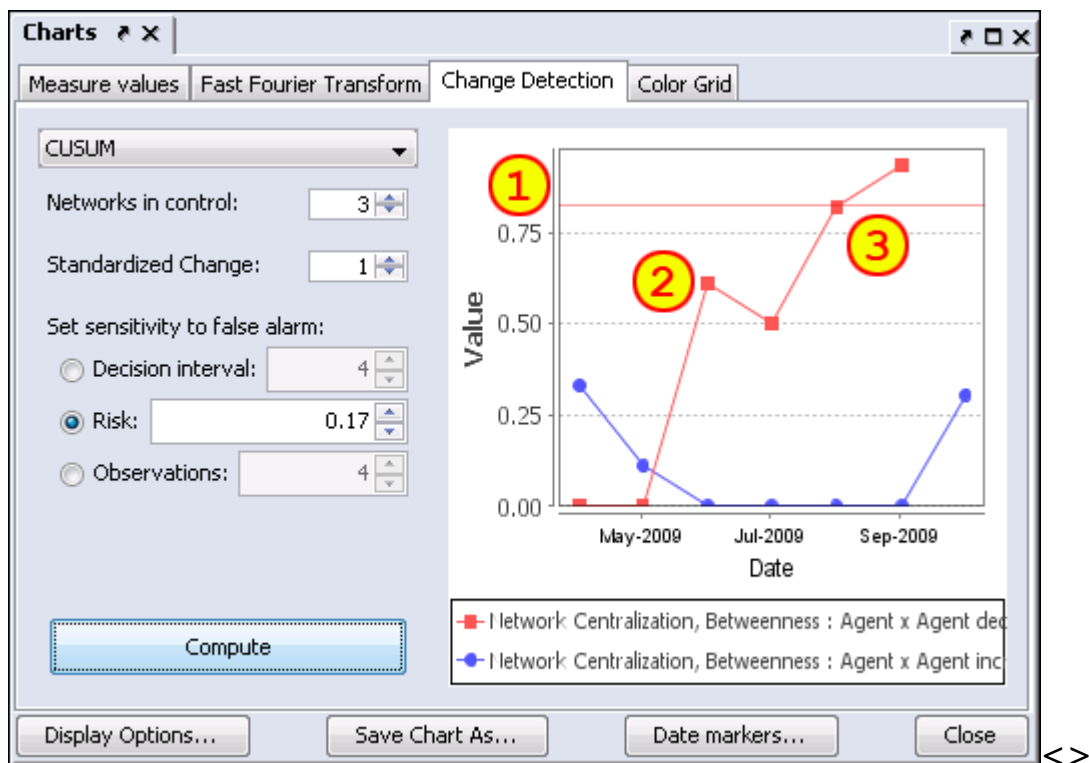 Charts
Measure values Fast Fourier Transform Change Detection Color Grid
CUSUM
Networks in control: 3
Standardized Change: 1
Set sensitivity to false alarm:
Decision interval: 4
Risk: 0.17
Observations: 4
Compute
1
2
3
Value
0.75
0.50
0.25
0.00
May-2009 Jul-2009 Sep-2009
Date
Network Centralization, Betweenness : Agent x Agent dec
Network Centralization, Betweenness : Agent x Agent inc
Display Options... Save Chart As... Date markers... Close
<>